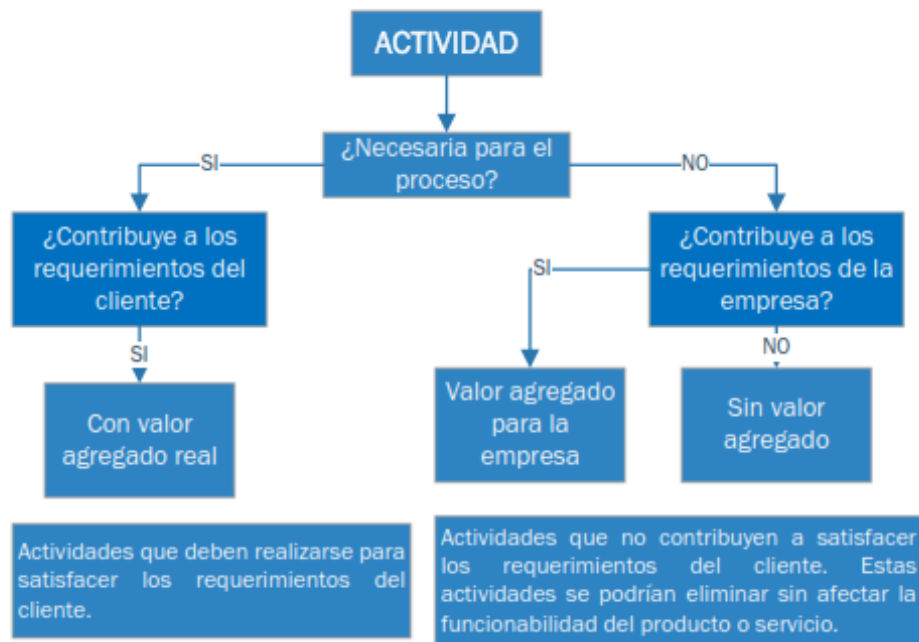 ACTIVIDAD
¿Necesaria para el
proceso?
SI
NO
¿Contribuye a los
requerimientos del
cliente?
¿Contribuye a los
requerimientos de la
empresa?
SI
SI
NO
Con valor
agregado real
Valor agregado
para la
empresa
Sin valor
agregado
Actividades que deben realizarse para
satisfacer los requerimientos del
cliente.
Actividades que no contribuyen a satisfacer
los requerimientos del cliente. Estas
actividades se podrían eliminar sin afectar la
funcionabilidad del producto o servicio.